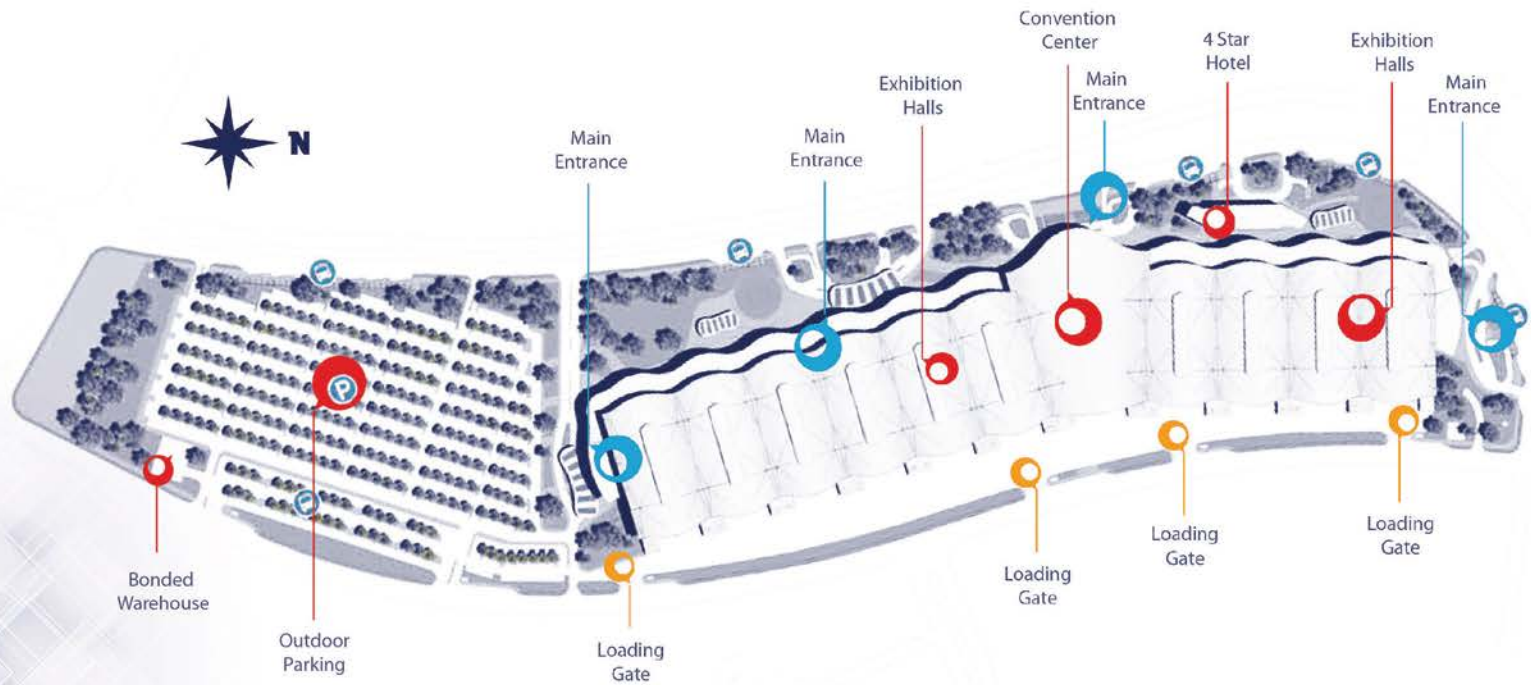 Convention
Center
4 Star
Hotel
Exhibition
Halls
Main
Entrance
Exhibition
Halls
Main
Entrance
Main
Entrance
Main
Entrance
N
P
Bonded
Warehouse
Outdoor
Parking
Loading
Gate
Loading
Gate
Loading
Gate
Loading
Gate